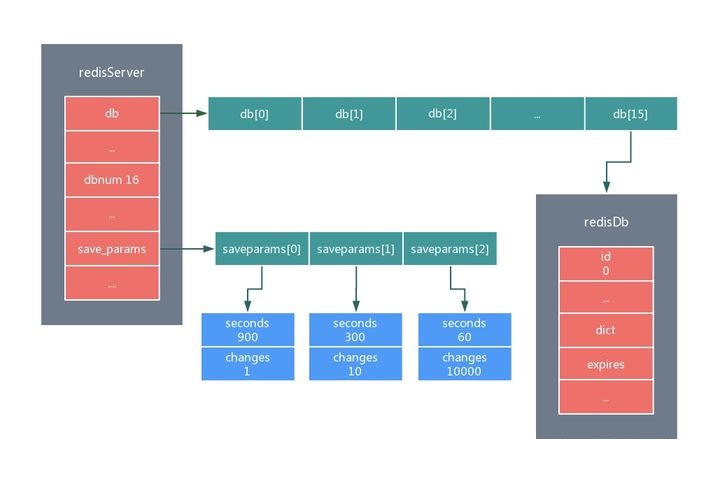 redisServer
db
...
dbnum 16
...
save_params
....
db[0]
db[1]
db[2]
...
db[15]
saveparams[0]
saveparams[1]
saveparams[2]
seconds
900
changes
1
seconds
300
changes
10
seconds
60
changes
10000
redisDb
id
0
...
dict
expires
...